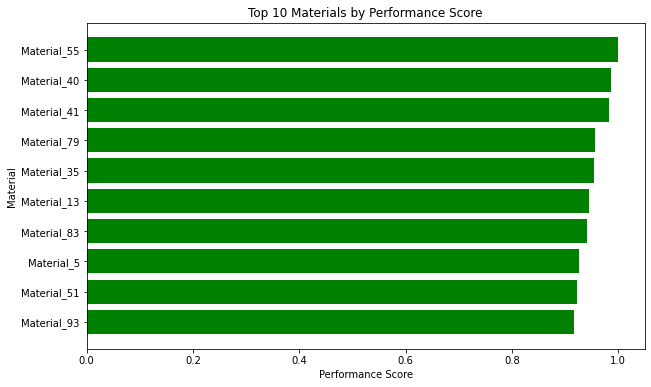 Top 10 Materials by Performance Score
Material
Material_55
Material_40
Material_41
Material_79
Material_35
Material_13
Material_83
Material_5
Material_51
Material_93
0.0 0.2 0.4 0.6 0.8 1.0
Performance Score